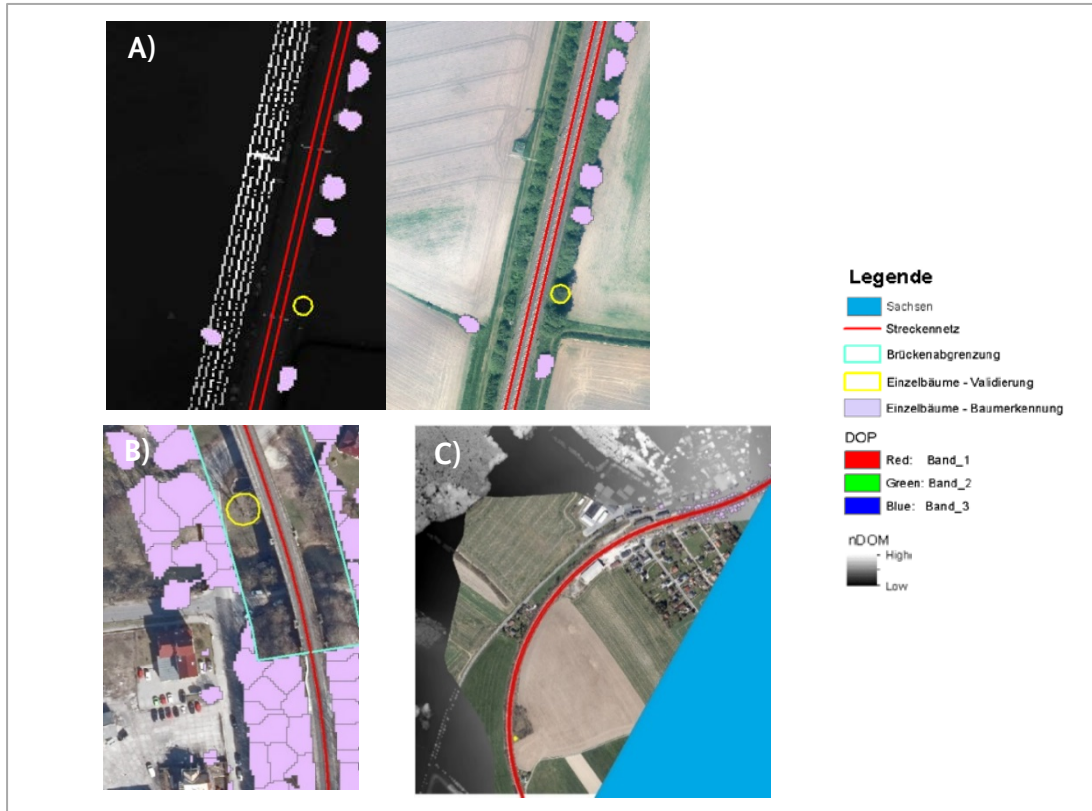 A)
B)
C)
Legende
Sachsen
Streckennetz
Brückenabgrenzung
Einzelbäume - Validierung
Einzelbäume - Baumerkennung
DOP
Red: Band_1
Green: Band_2
Blue: Band_3
nDOM
High
Low